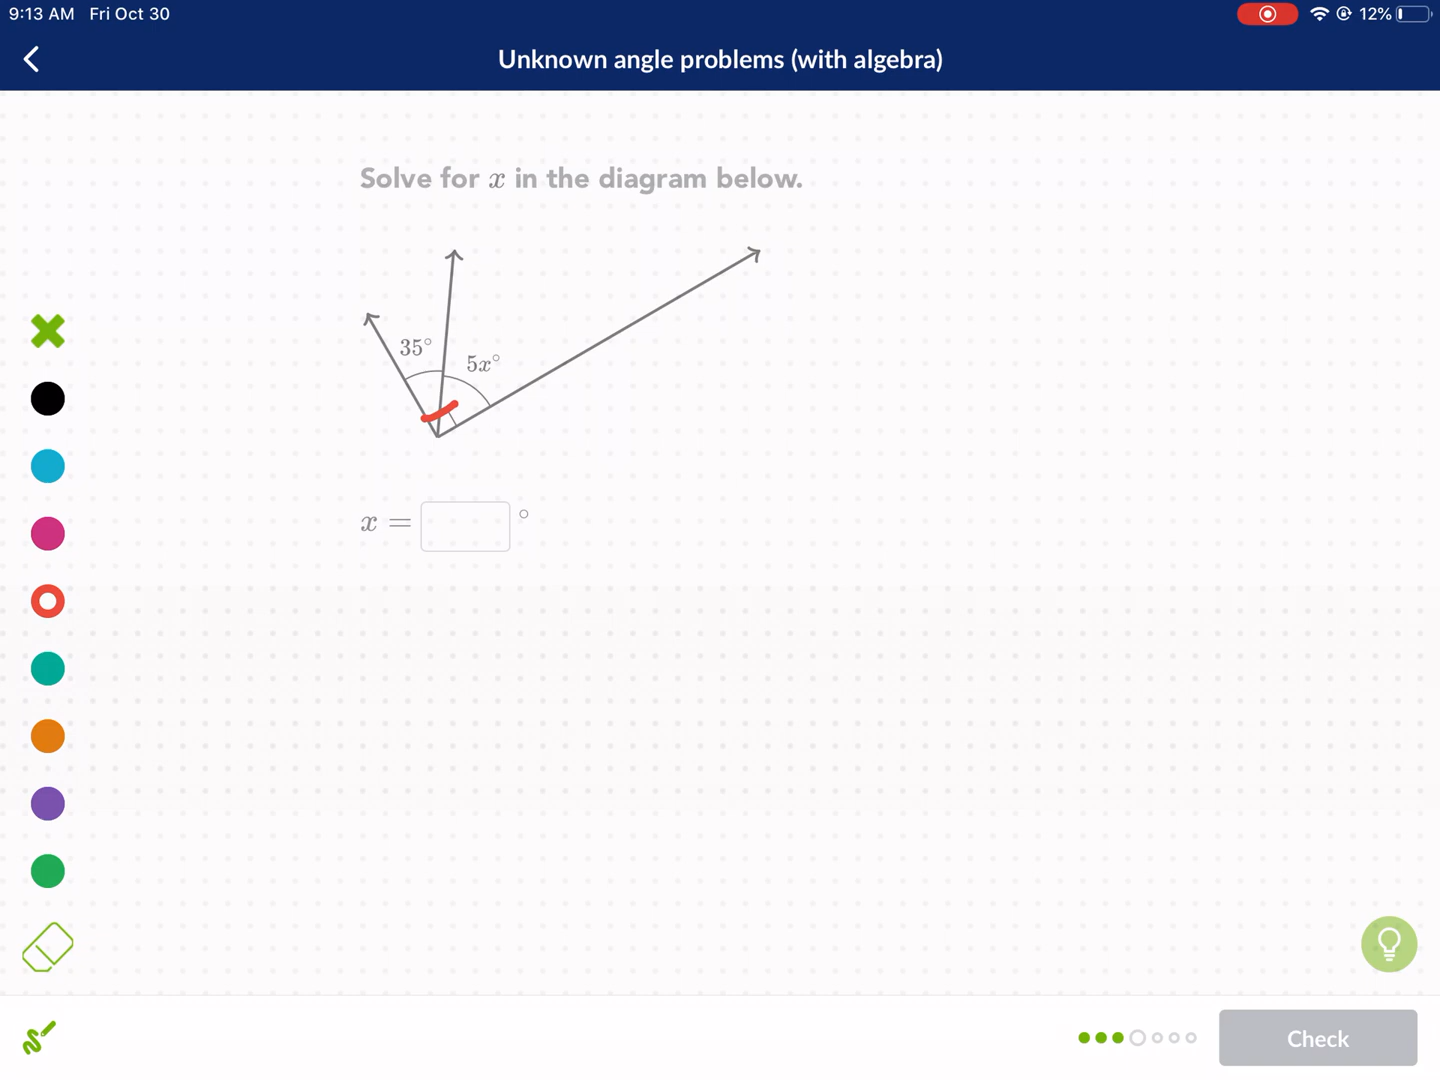 9:13 AM Fri Oct 30 12%
Unknown angle problems (with algebra)
Solve for x in the diagram below.
35°
5x°
x = °
Check